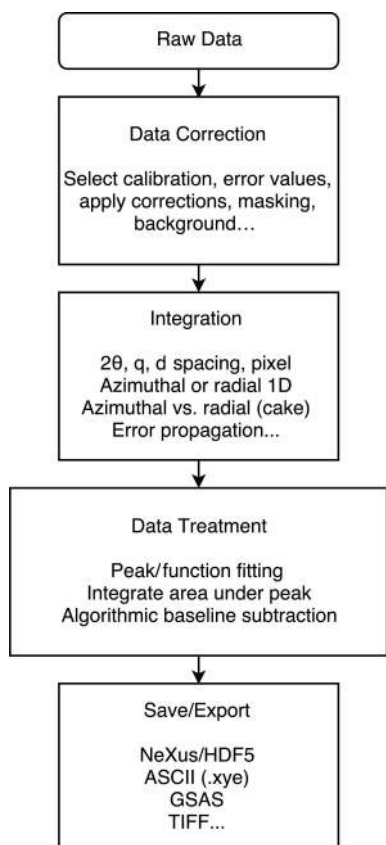 Raw Data
Data Correction
Select calibration, error values,
apply corrections, masking,
background…
Integration
2θ, q, d spacing, pixel
Azimuthal or radial 1D
Azimuthal vs. radial (cake)
Error propagation...
Data Treatment
Peak/function fitting
Integrate area under peak
Algorithmic baseline subtraction
Save/Export
NeXus/HDF5
ASCII (.xye)
GSAS
TIFF...